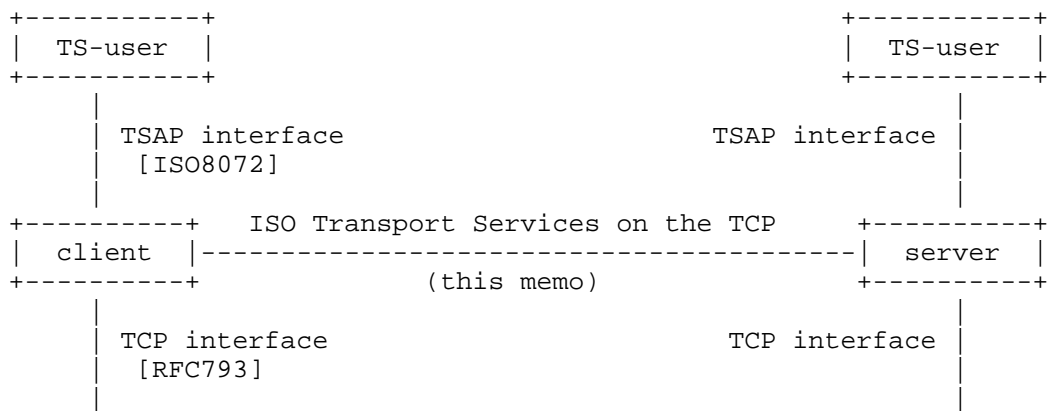 TS-user TS-user
TSAP interface TSAP interface
[ISO8072]
ISO Transport Services on the TCP
client server
(this memo)
TCP interface TCP interface
[RFC793]